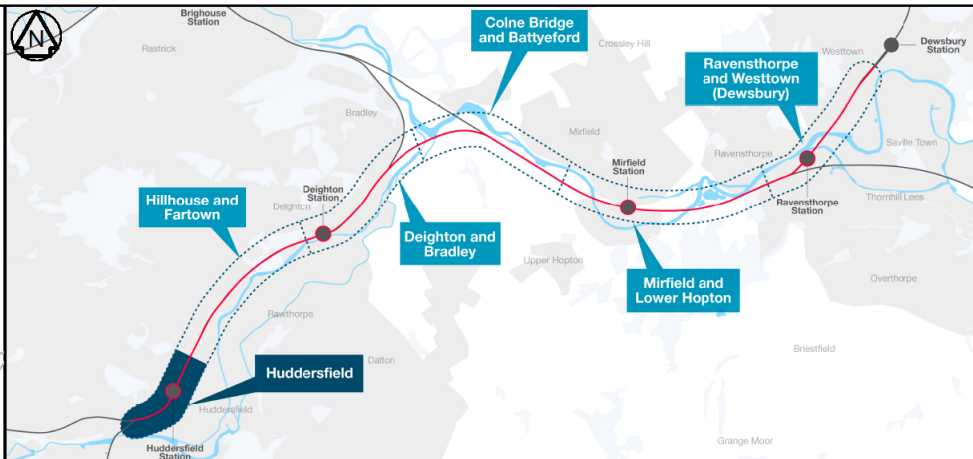 Brighouse
Station
N
Rastrick
Colne Bridge
and Battyeford
Crossley Hill
Westtown
Dewsbury
Station
Ravensthorpe
and Westtown
(Dewsbury)
Bradley
Mirfield
Ravensthorpe
Saville Town
Mirfield
Station
Deighton
Station
Hillhouse and
Fartown
Deighton
Ravensthorpe
Station
Thornhill Lees
Deighton and
Bradley
Upper Hopton
Mirfield and
Lower Hopton
Overthorpe
Rawthorpe
Briestfield
Dalton
Huddersfield
Huddersfield
Grange Moor
Huddersfield
Station